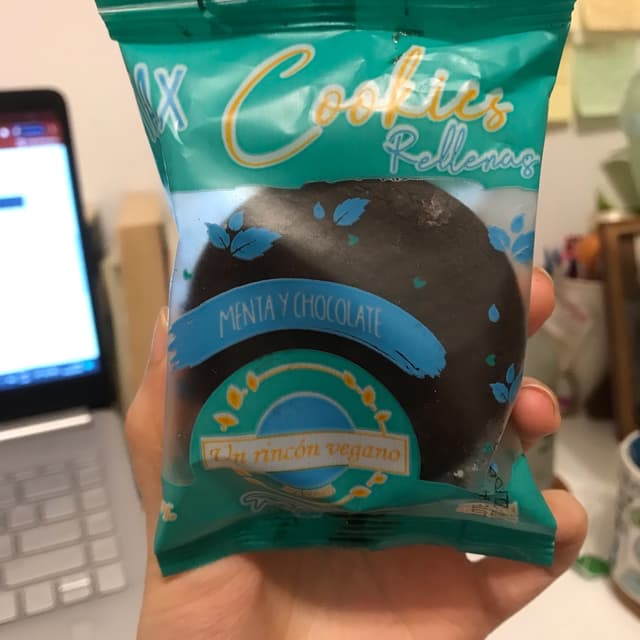 Cookies
Rellenas
MENTA Y CHOCOLATE
Un rincón vegano